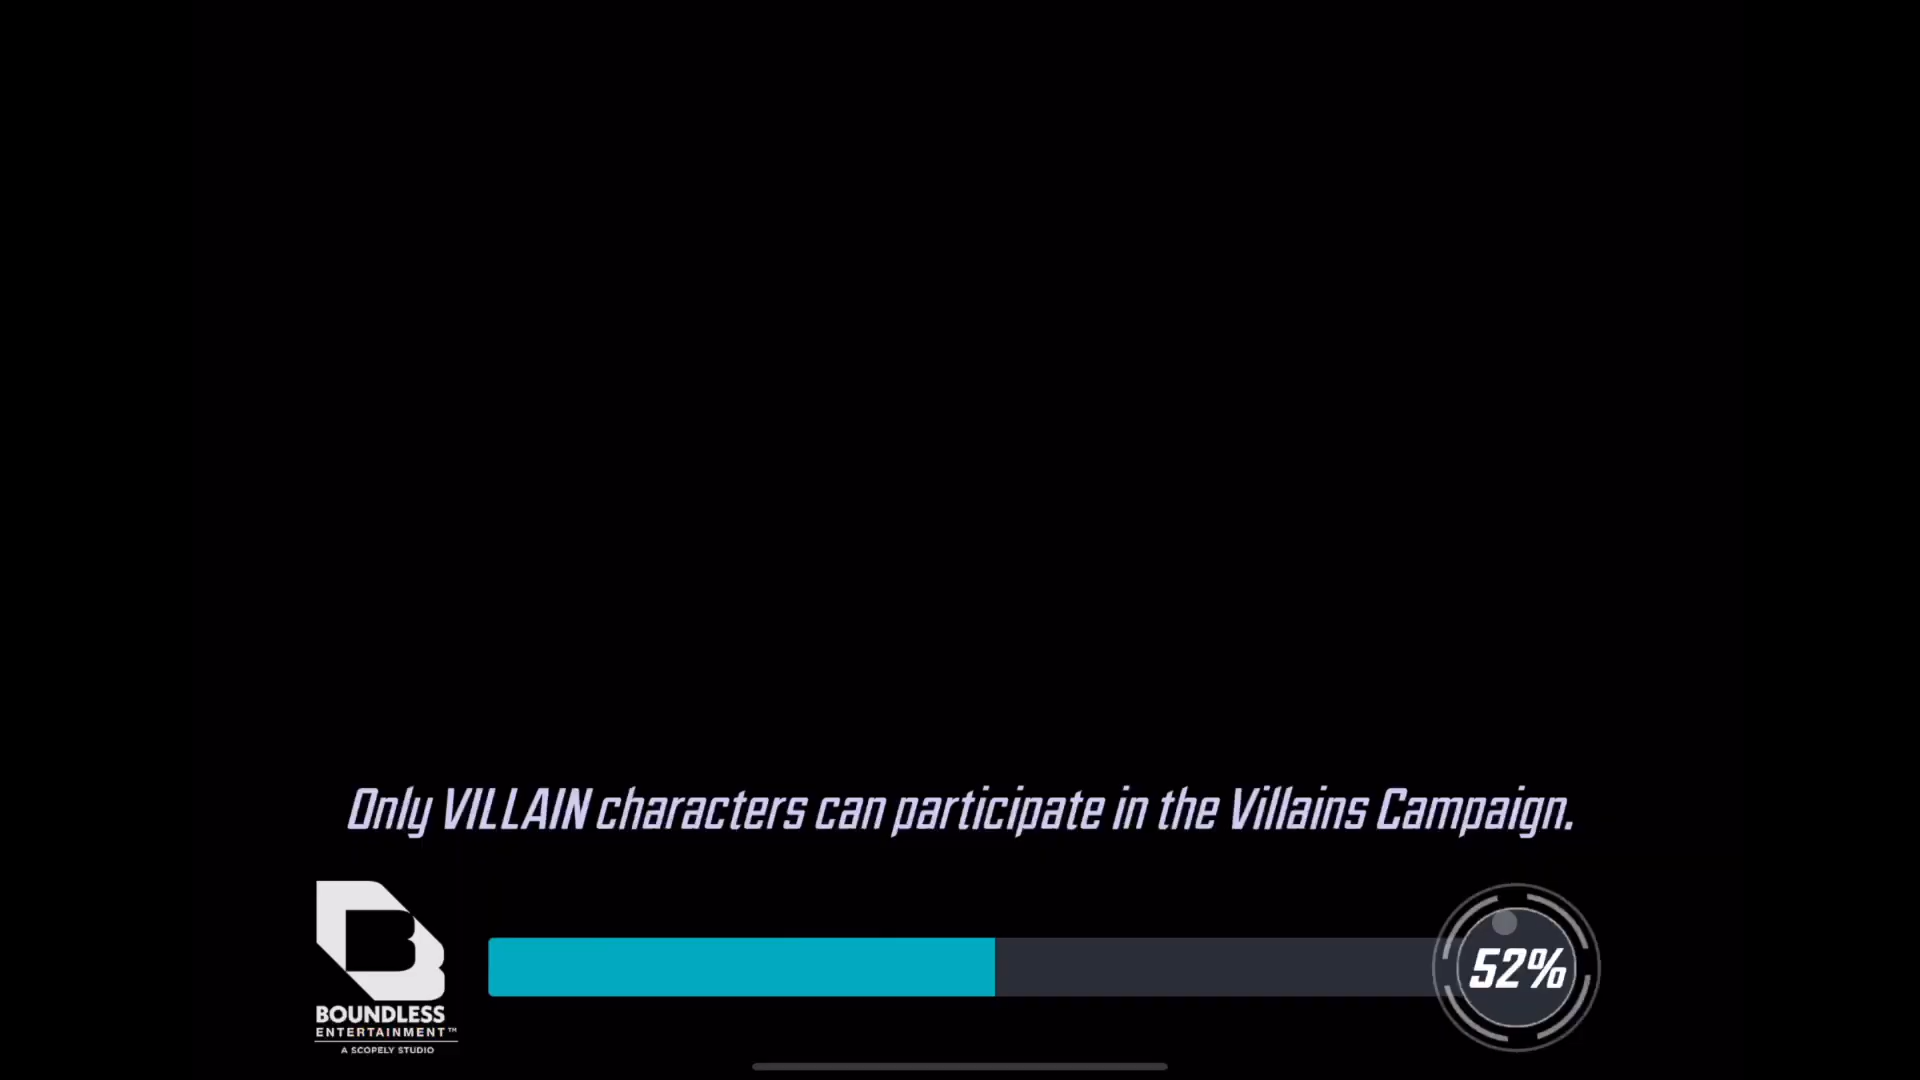 Only VILLAIN characters can participate in the Villains Campaign.
52%
BOUNDLESS
ENTERTAINMENT™
A SCOPELY STUDIO